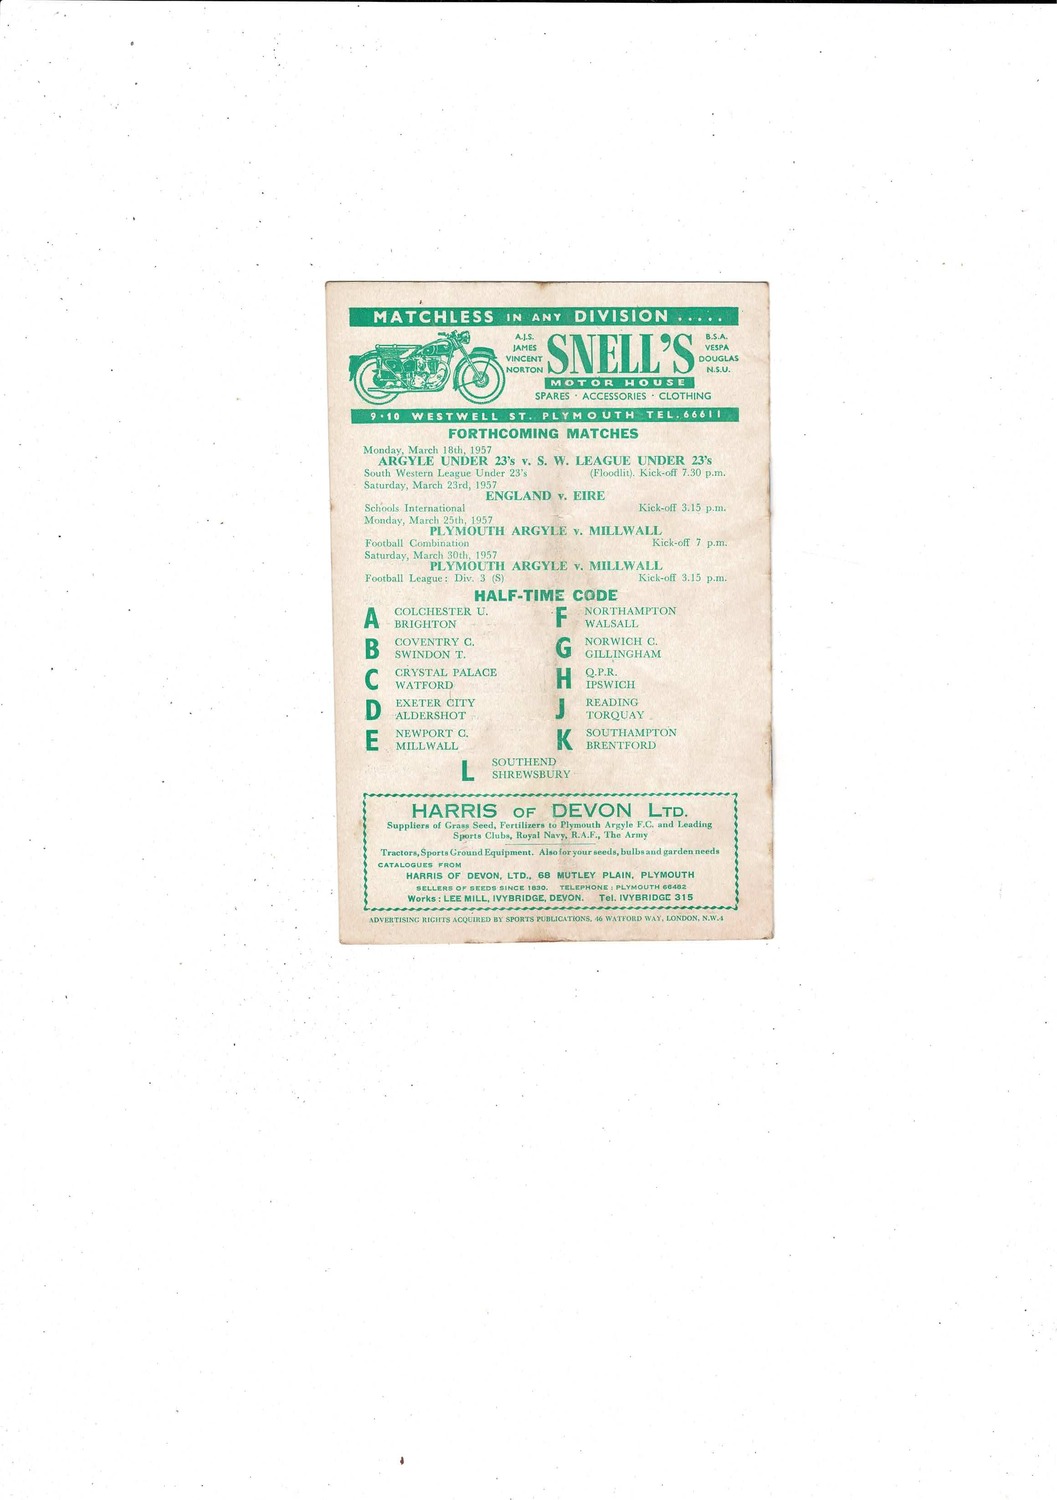 MATCHLESS IN ANY DIVISION .....
A.J.S.
JAMES
VINCENT
NORTON
SNELL'S
MOTOR HOUSE
B.S.A.
VESPA
DOUGLAS
N.S.U.
SPARES · ACCESSORIES · CLOTHING
9·10 WESTWELL ST. PLYMOUTH TEL. 66611
FORTHCOMING MATCHES
Monday, March 18th, 1957
ARGYLE UNDER 23's v. S. W. LEAGUE UNDER 23's
South Western League Under 23's (Floodlit). Kick-off 7.30 p.m.
Saturday, March 23rd, 1957
ENGLAND v. EIRE
Schools International Kick-off 3.15 p.m.
Monday, March 25th, 1957
PLYMOUTH ARGYLE v. MILLWALL
Football Combination Kick-off 7 p.m.
Saturday, March 30th, 1957
PLYMOUTH ARGYLE v. MILLWALL
Football League: Div. 3 (S) Kick-off 3.15 p.m.
HALF-TIME CODE
A COLCHESTER U.
BRIGHTON
B COVENTRY C.
SWINDON T.
C CRYSTAL PALACE
WATFORD
D EXETER CITY
ALDERSHOT
E NEWPORT C.
MILLWALL
F NORTHAMPTON
WALSALL
G NORWICH C.
GILLINGHAM
H Q.P.R.
IPSWICH
J READING
TORQUAY
K SOUTHAMPTON
BRENTFORD
L SOUTHEND
SHREWSBURY
HARRIS OF DEVON LTD.
Suppliers of Grass Seed, Fertilizers to Plymouth Argyle F.C. and Leading
Sports Clubs, Royal Navy, R.A.F., The Army
Tractors, Sports Ground Equipment. Also for your seeds, bulbs and garden needs
CATALOGUES FROM
HARRIS OF DEVON, LTD., 68 MUTLEY PLAIN, PLYMOUTH
SELLERS OF SEEDS SINCE 1830. TELEPHONE: PLYMOUTH 66462
Works: LEE MILL, IVYBRIDGE, DEVON. Tel. IVYBRIDGE 315
ADVERTISING RIGHTS ACQUIRED BY SPORTS PUBLICATIONS, 46 WATFORD WAY, LONDON, N.W.4